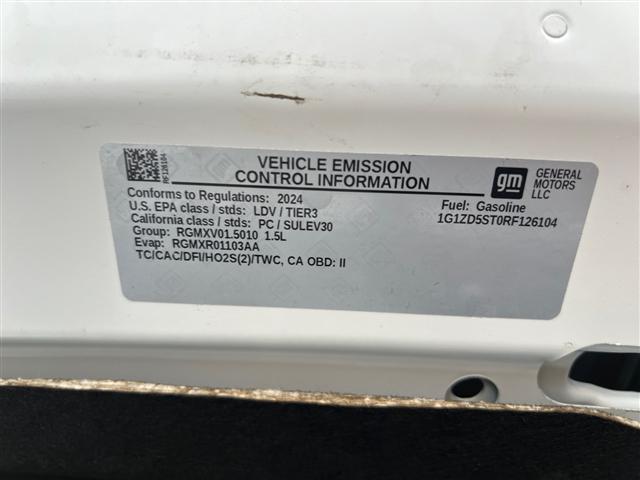 RF126104
VEHICLE EMISSION
CONTROL INFORMATION
gm
GENERAL
MOTORS
LLC
Conforms to Regulations: 2024
U.S. EPA class / stds: LDV / TIER3
California class / stds: PC / SULEV30
Group: RGMXV01.5010 1.5L
Evap: RGMXR01103AA
TC/CAC/DFI/HO2S(2)/TWC, CA OBD: II
Fuel: Gasoline
1G1ZD5ST0RF126104